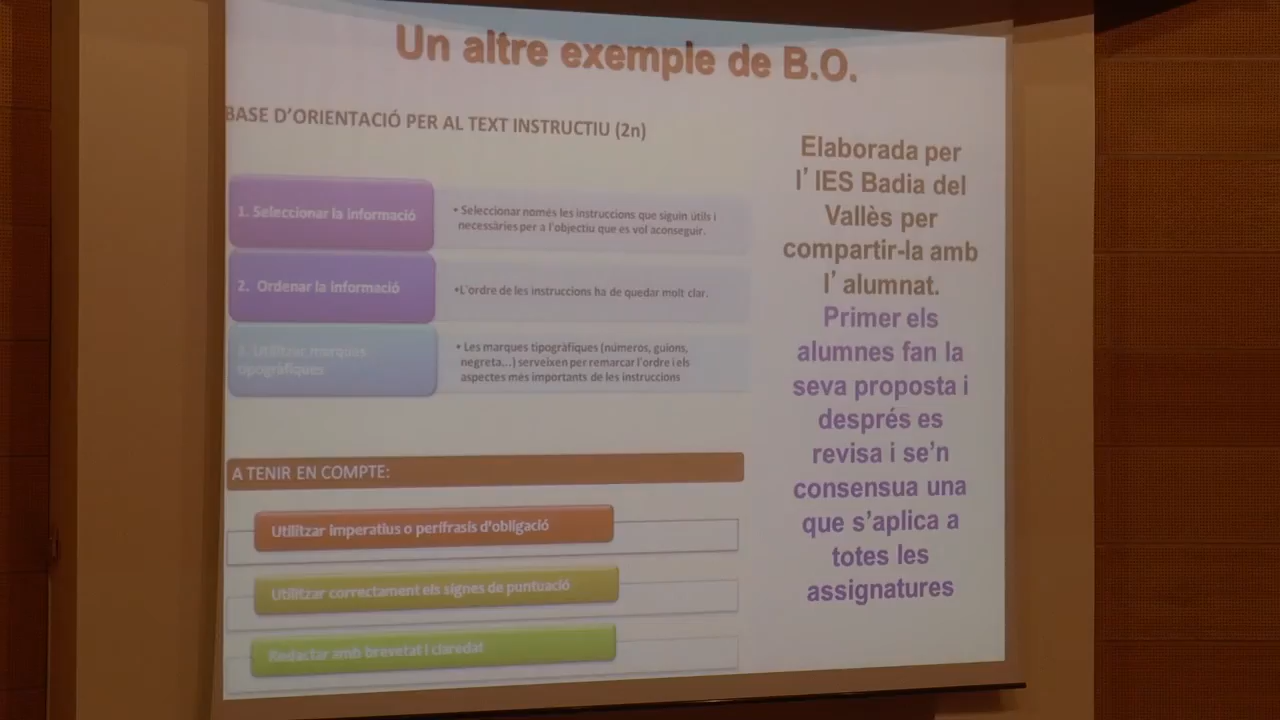 Un altre exemple de B.O.
BASE D'ORIENTACIÓ PER AL TEXT INSTRUCTIU (2n)
1. Seleccionar la informació
• Seleccionar només les instruccions que siguin útils i
necessàries per a l'objectiu que es vol aconseguir.
2. Ordenar la informació
•L'ordre de les instruccions ha de quedar molt clar.
3. Utilitzar marques
tipogràfiques
• Les marques tipogràfiques (números, guions,
negreta...) serveixen per remarcar l'ordre i els
aspectes més importants de les instruccions
A TENIR EN COMPTE:
Utilitzar imperatius o perífrasis d'obligació
Utilitzar correctament els signes de puntuació
Redactar amb brevetat i claredat
Elaborada per
l' IES Badia del
Vallès per
compartir-la amb
l' alumnat.
Primer els
alumnes fan la
seva proposta i
després es
revisa i se'n
consensua una
que s'aplica a
totes les
assignatures